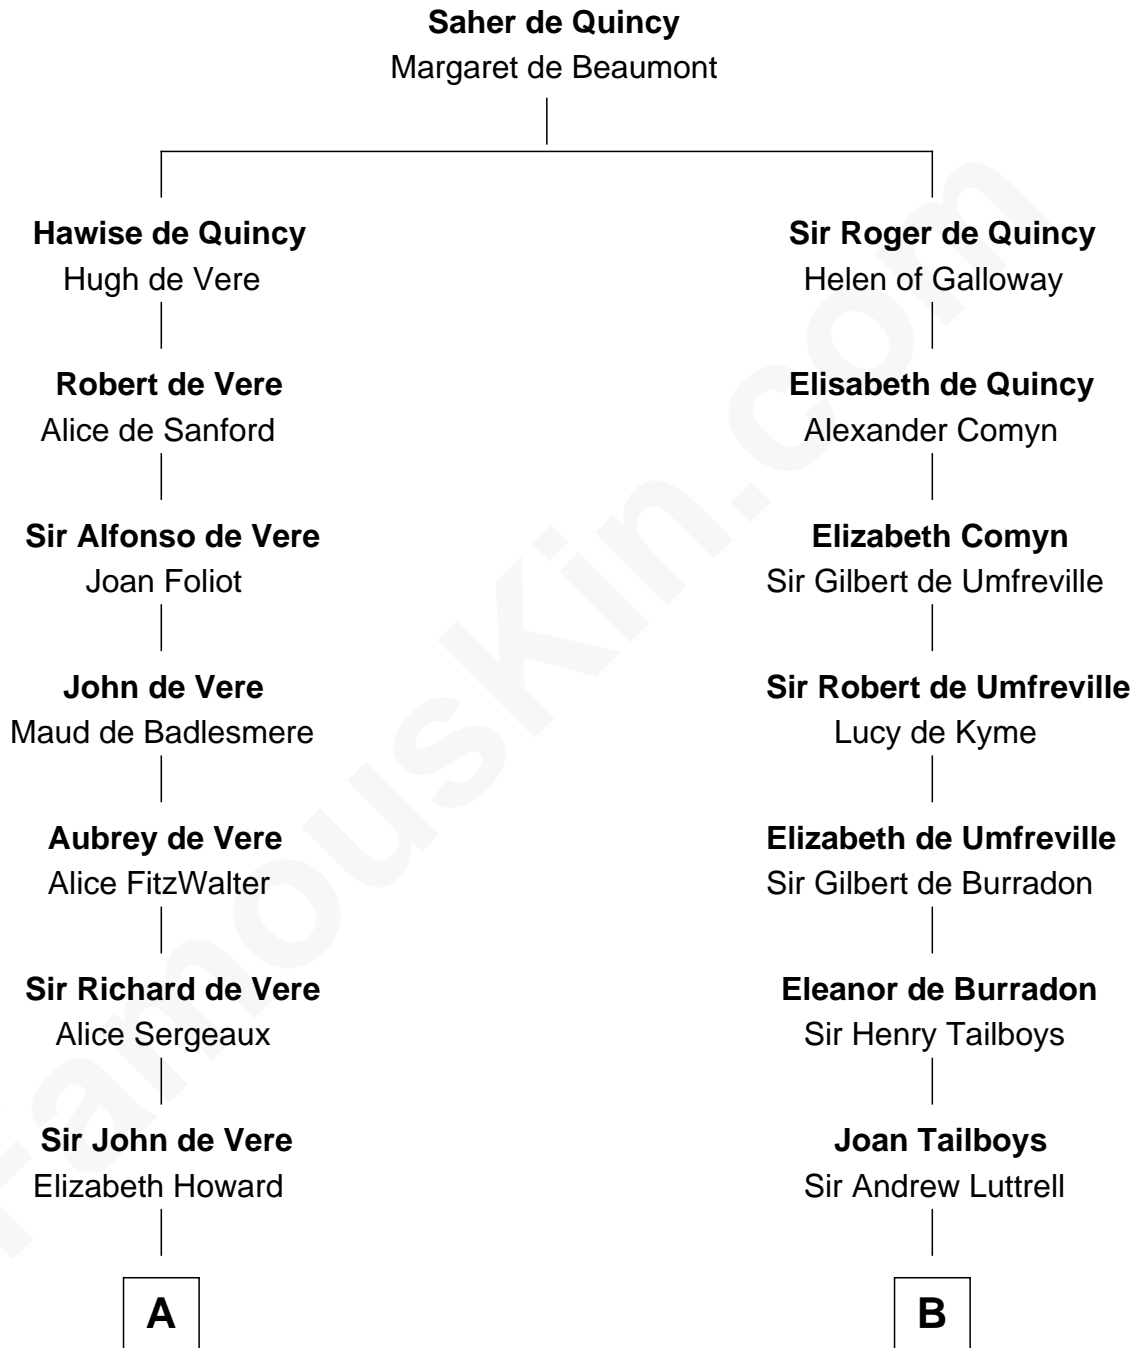 Saher de Quincy
Margaret de Beaumont
Hawise de Quincy
Hugh de Vere
Sir Roger de Quincy
Helen of Galloway
Robert de Vere
Alice de Sanford
Elisabeth de Quincy
Alexander Comyn
Sir Alfonso de Vere
Joan Foliot
Elizabeth Comyn
Sir Gilbert de Umfreville
John de Vere
Maud de Badlesmere
Sir Robert de Umfreville
Lucy de Kyme
Aubrey de Vere
Alice FitzWalter
Elizabeth de Umfreville
Sir Gilbert de Burradon
Sir Richard de Vere
Alice Sergeaux
Eleanor de Burradon
Sir Henry Tailboys
Sir John de Vere
Elizabeth Howard
Joan Tailboys
Sir Andrew Luttrell
A
B
FamousKin.com